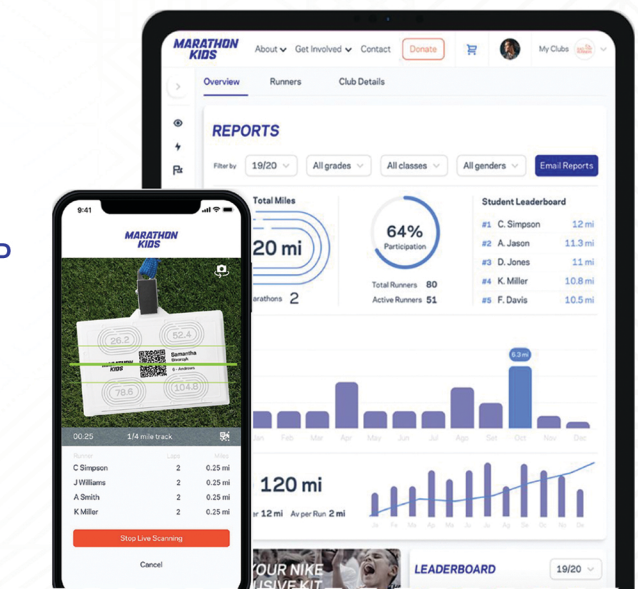 MARATHON
KIDS
About
Get Involved
Contact
Donate
My Clubs
Overview
Runners
Club Details
REPORTS
Filter by
19/20
All grades
All classes
All genders
Email Reports
Total Miles
20 mi
arathons 2
64%
Participation
Total Runners 80
Active Runners 51
Student Leaderboard
#1 C. Simpson 12 mi
#2 A. Jason 11.3 mi
#3 D. Jones 11 mi
#4 K. Miller 10.8 mi
#5 F. Davis 10.5 mi
6.3 mi
Jan Feb Mar Apr May Jun Jul Ago Set Oct Nov Dec
120 mi
er 12 mi Av per Run 2 mi
OUR NIKE
USIVE KIT
LEADERBOARD
19/20
9:41
MARATHON
KIDS
26.2
52.4
KIDS
Samantha
78.6
104.8
00:25
1/4 mile track
Runner Laps Miles
C Simpson 2 0.25 mi
J Williams 2 0.25 mi
A Smith 2 0.25 mi
K Miller 2 0.25 mi
Stop Live Scanning
Cancel
P